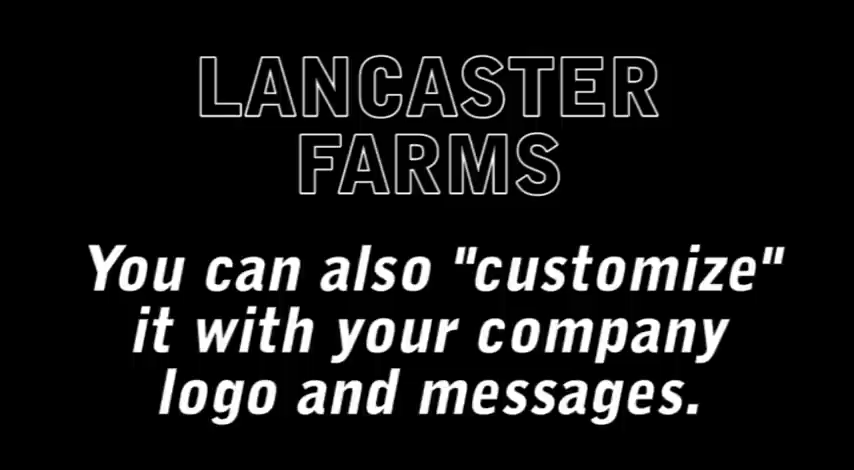 LANCASTER
FARMS
You can also "customize"
it with your company
logo and messages.